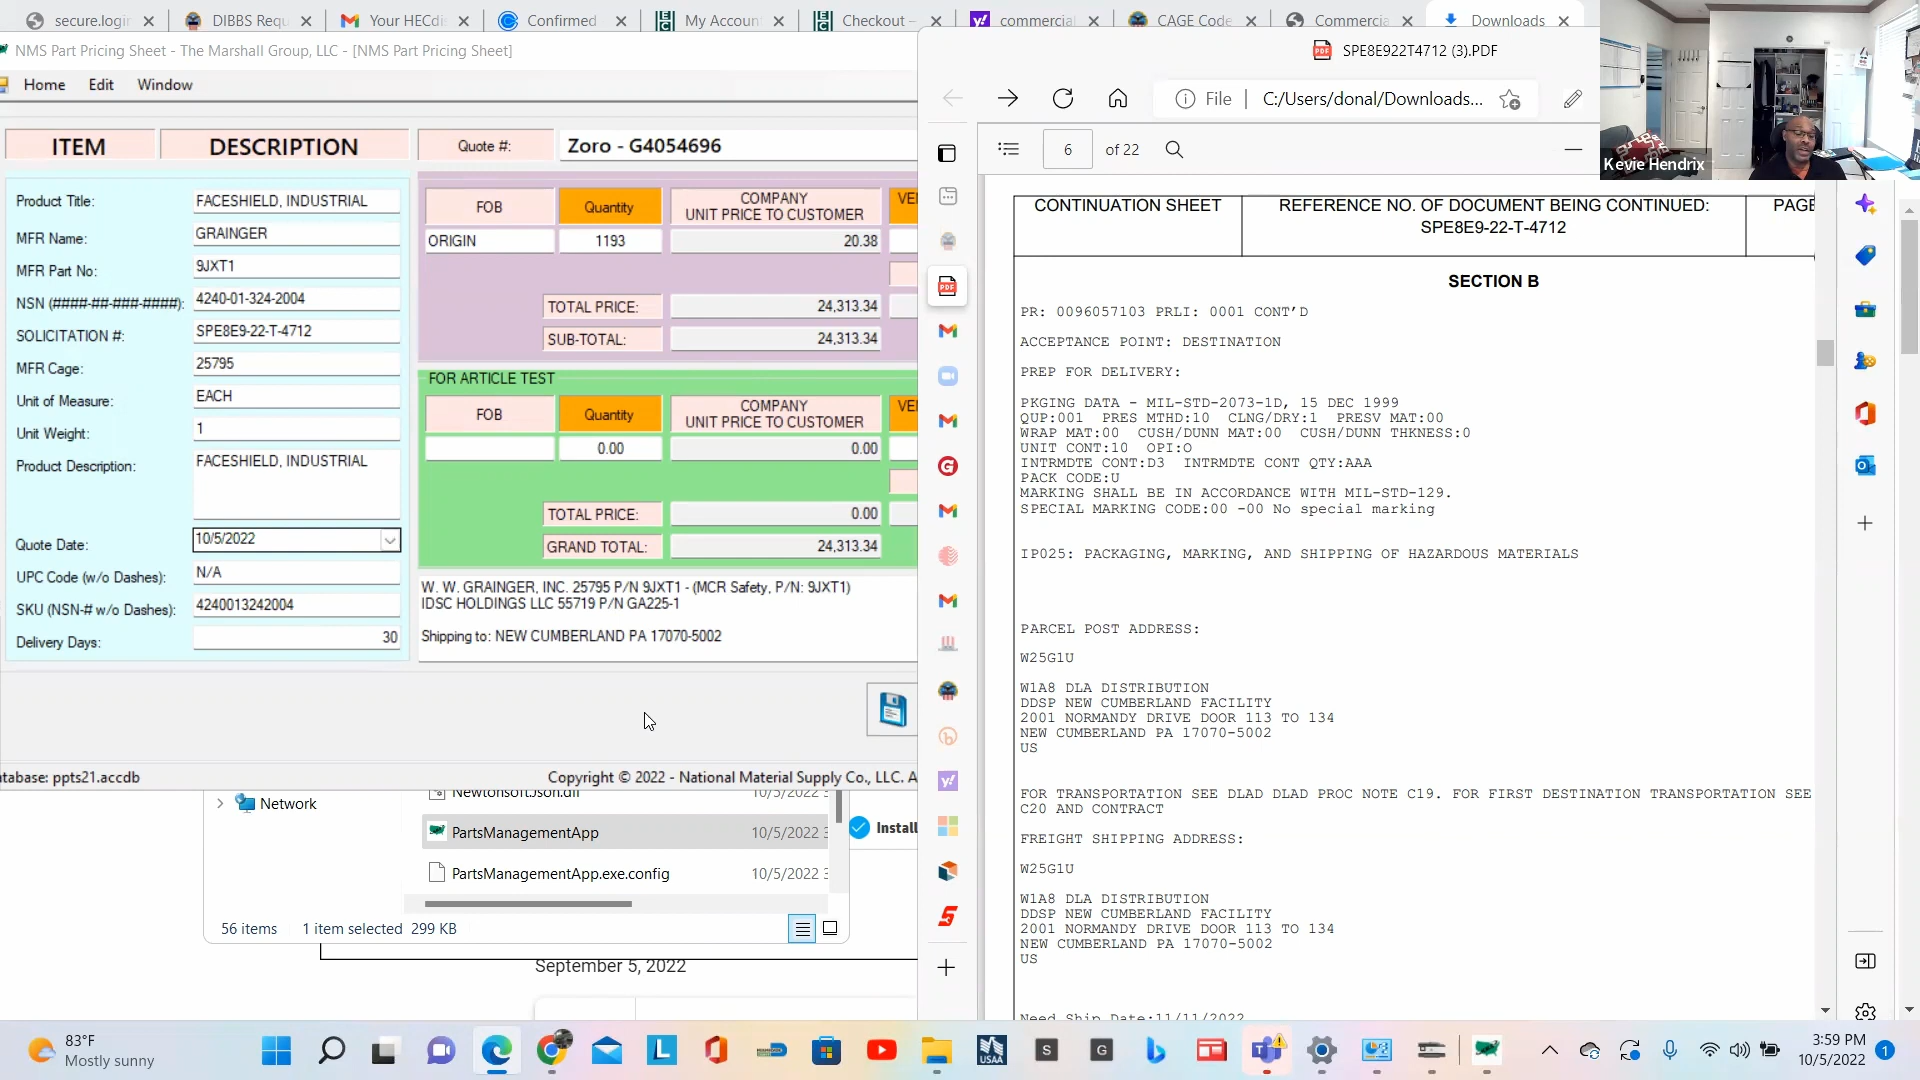 secure.login
DIBBS Requ
Your HECdi
Confirmed
My Accoun
Checkout –
commercial
CAGE Code
Commercia
Downloads
NMS Part Pricing Sheet - The Marshall Group, LLC - [NMS Part Pricing Sheet]
Home Edit Window
ITEM DESCRIPTION
Quote #: Zoro - G4054696
Product Title: FACESHIELD, INDUSTRIAL
MFR Name: GRAINGER
MFR Part No: 9JXT1
NSN (####-##-###-####): 4240-01-324-2004
SOLICITATION #: SPE8E9-22-T-4712
MFR Cage: 25795
Unit of Measure: EACH
Unit Weight: 1
Product Description: FACESHIELD, INDUSTRIAL
Quote Date: 10/5/2022
UPC Code (w/o Dashes): N/A
SKU (NSN-# w/o Dashes): 4240013242004
Delivery Days: 30
FOB Quantity COMPANY UNIT PRICE TO CUSTOMER VE
ORIGIN 1193 20.38
TOTAL PRICE: 24,313.34
SUB-TOTAL: 24,313.34
FOR ARTICLE TEST
FOB Quantity COMPANY UNIT PRICE TO CUSTOMER VE
0.00 0.00
TOTAL PRICE: 0.00
GRAND TOTAL: 24,313.34
W. W. GRAINGER, INC. 25795 P/N 9JXT1 - (MCR Safety, P/N: 9JXT1)
IDSC HOLDINGS LLC 55719 P/N GA225-1
Shipping to: NEW CUMBERLAND PA 17070-5002
tabase: ppts21.accdb
Copyright © 2022 - National Material Supply Co., LLC. A
Network
Newtonsoft.Json.dll 10/5/2022 3
PartsManagementApp 10/5/2022 3
PartsManagementApp.exe.config 10/5/2022 3
Install
56 items 1 item selected 299 KB
September 5, 2022
SPE8E922T4712 (3).PDF
File C:/Users/donal/Downloads...
6 of 22
Kevie Hendrix
CONTINUATION SHEET
REFERENCE NO. OF DOCUMENT BEING CONTINUED:
PAGE
SPE8E9-22-T-4712
SECTION B
PR: 0096057103 PRLI: 0001 CONT'D
ACCEPTANCE POINT: DESTINATION
PREP FOR DELIVERY:
PKGING DATA - MIL-STD-2073-1D, 15 DEC 1999
QUP:001 PRES MTHD:10 CLNG/DRY:1 PRESV MAT:00
WRAP MAT:00 CUSH/DUNN MAT:00 CUSH/DUNN THKNESS:0
UNIT CONT:10 OPI:O
INTRMDTE CONT:D3 INTRMDTE CONT QTY:AAA
PACK CODE:U
MARKING SHALL BE IN ACCORDANCE WITH MIL-STD-129.
SPECIAL MARKING CODE:00 -00 No special marking
IP025: PACKAGING, MARKING, AND SHIPPING OF HAZARDOUS MATERIALS
PARCEL POST ADDRESS:
W25G1U
W1A8 DLA DISTRIBUTION
DDSP NEW CUMBERLAND FACILITY
2001 NORMANDY DRIVE DOOR 113 TO 134
NEW CUMBERLAND PA 17070-5002
US
FOR TRANSPORTATION SEE DLAD DLAD PROC NOTE C19. FOR FIRST DESTINATION TRANSPORTATION SEE
C20 AND CONTRACT
FREIGHT SHIPPING ADDRESS:
W25G1U
W1A8 DLA DISTRIBUTION
DDSP NEW CUMBERLAND FACILITY
2001 NORMANDY DRIVE DOOR 113 TO 134
NEW CUMBERLAND PA 17070-5002
US
Need Ship Date:11/11/2022
83°F
Mostly sunny
USAA
3:59 PM
10/5/2022
1